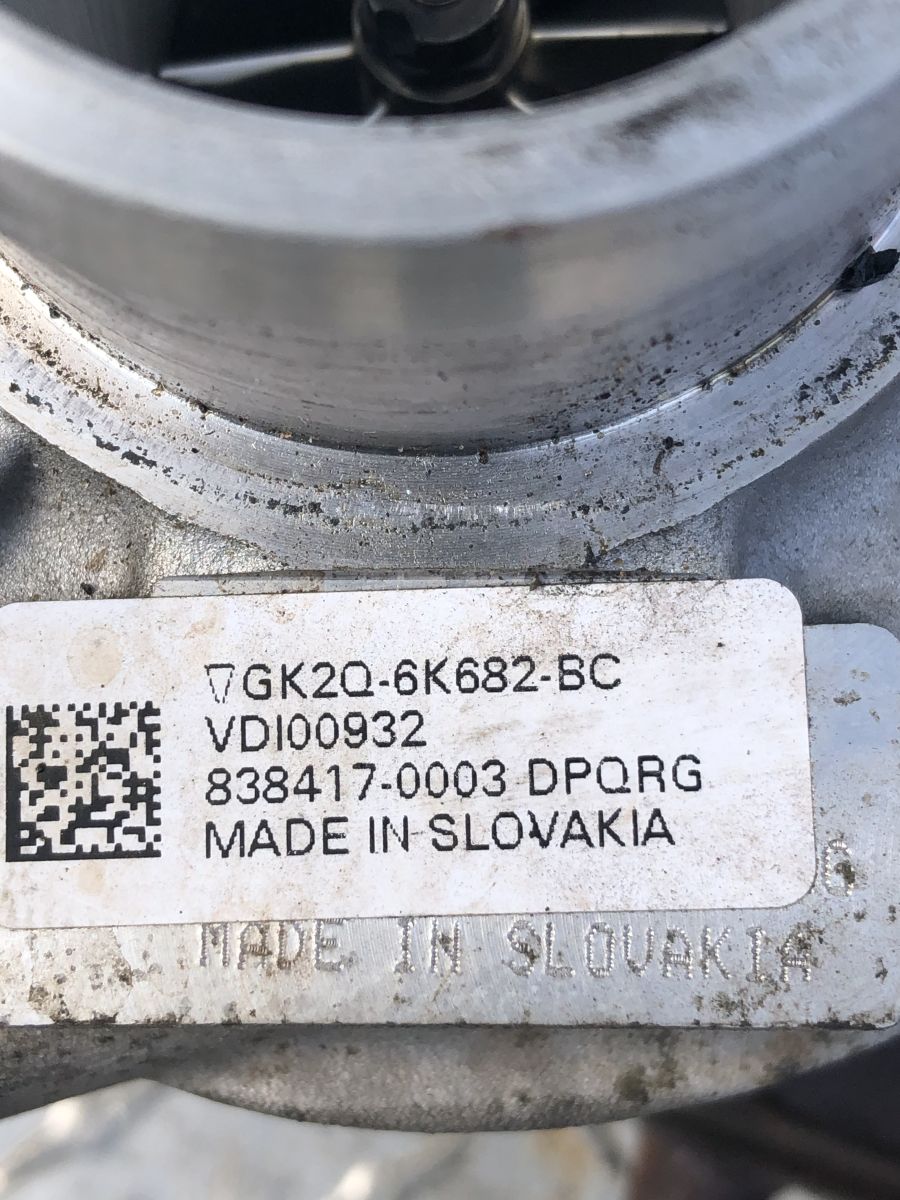 ▽GK2Q-6K682-BC
VDI00932
838417-0003 DPQRG
MADE IN SLOVAKIA
G
MADE IN SLOVAKIA